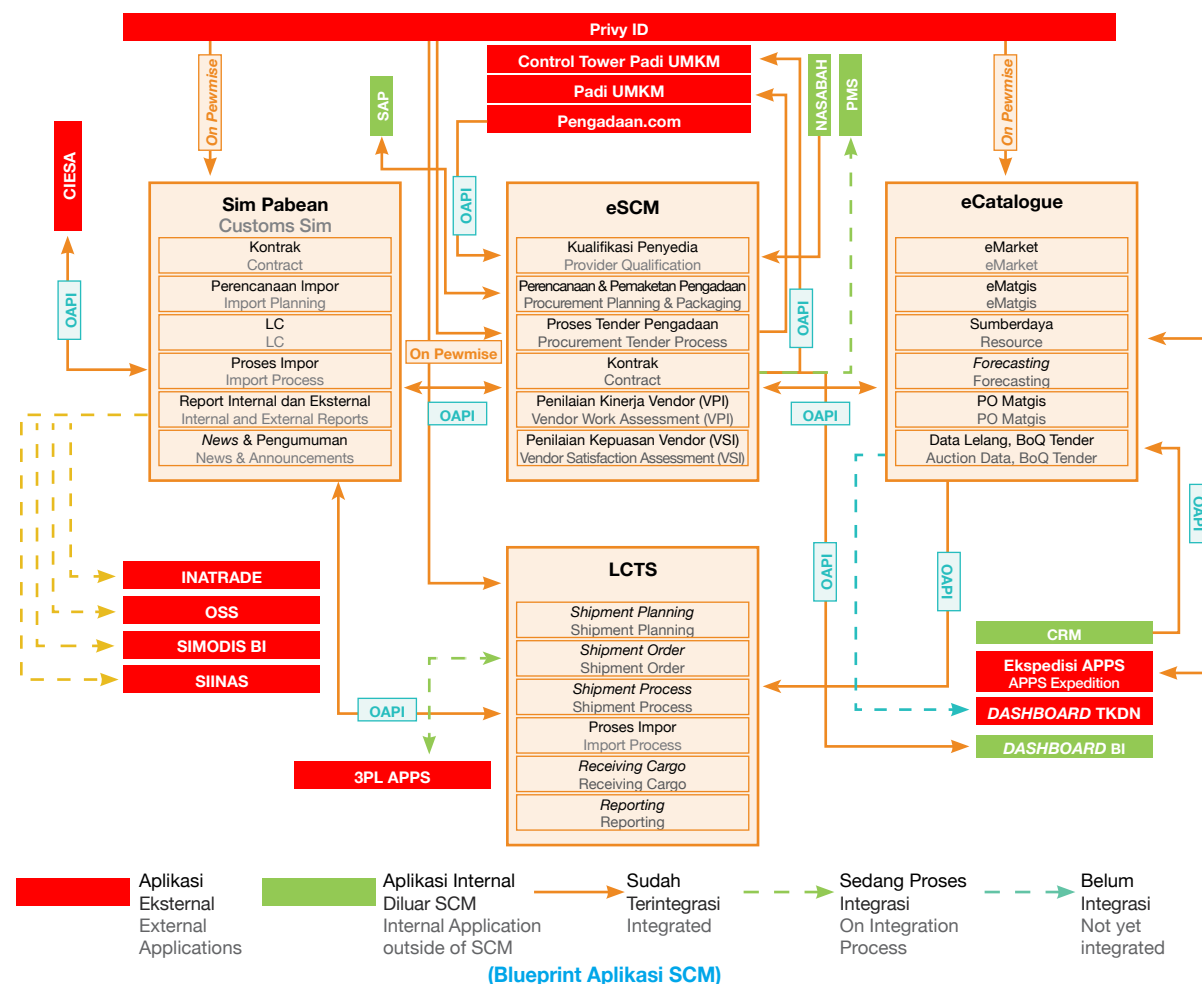 Privy ID
On Pewmise
SAP
Control Tower Padi UMKM
Padi UMKM
Pengadaan.com
NASABAH
PMS
On Pewmise
CIESA
OAPI
OAPI
Sim Pabean
Customs Sim
Kontrak
Contract
Perencanaan Impor
Import Planning
LC
LC
Proses Impor
Import Process
Report Internal dan Eksternal
Internal and External Reports
News & Pengumuman
News & Announcements
On Pewmise
OAPI
eSCM
Kualifikasi Penyedia
Provider Qualification
Perencanaan & Pemaketan Pengadaan
Procurement Planning & Packaging
Proses Tender Pengadaan
Procurement Tender Process
Kontrak
Contract
Penilaian Kinerja Vendor (VPI)
Vendor Work Assessment (VPI)
Penilaian Kepuasan Vendor (VSI)
Vendor Satisfaction Assessment (VSI)
OAPI
OAPI
eCatalogue
eMarket
eMarket
eMatgis
eMatgis
Sumberdaya
Resource
Forecasting
Forecasting
PO Matgis
PO Matgis
Data Lelang, BoQ Tender
Auction Data, BoQ Tender
OAPI
OAPI
OAPI
INATRADE
OSS
SIMODIS BI
SIINAS
OAPI
3PL APPS
LCTS
Shipment Planning
Shipment Planning
Shipment Order
Shipment Order
Shipment Process
Shipment Process
Proses Impor
Import Process
Receiving Cargo
Receiving Cargo
Reporting
Reporting
CRM
Ekspedisi APPS
APPS Expedition
DASHBOARD TKDN
DASHBOARD BI
Aplikasi
Eksternal
External
Applications
Aplikasi Internal
Diluar SCM
Internal Application
outside of SCM
Sudah
Terintegrasi
Integrated
Sedang Proses
Integrasi
On Integration
Process
Belum
Integrasi
Not yet
integrated
(Blueprint Aplikasi SCM)